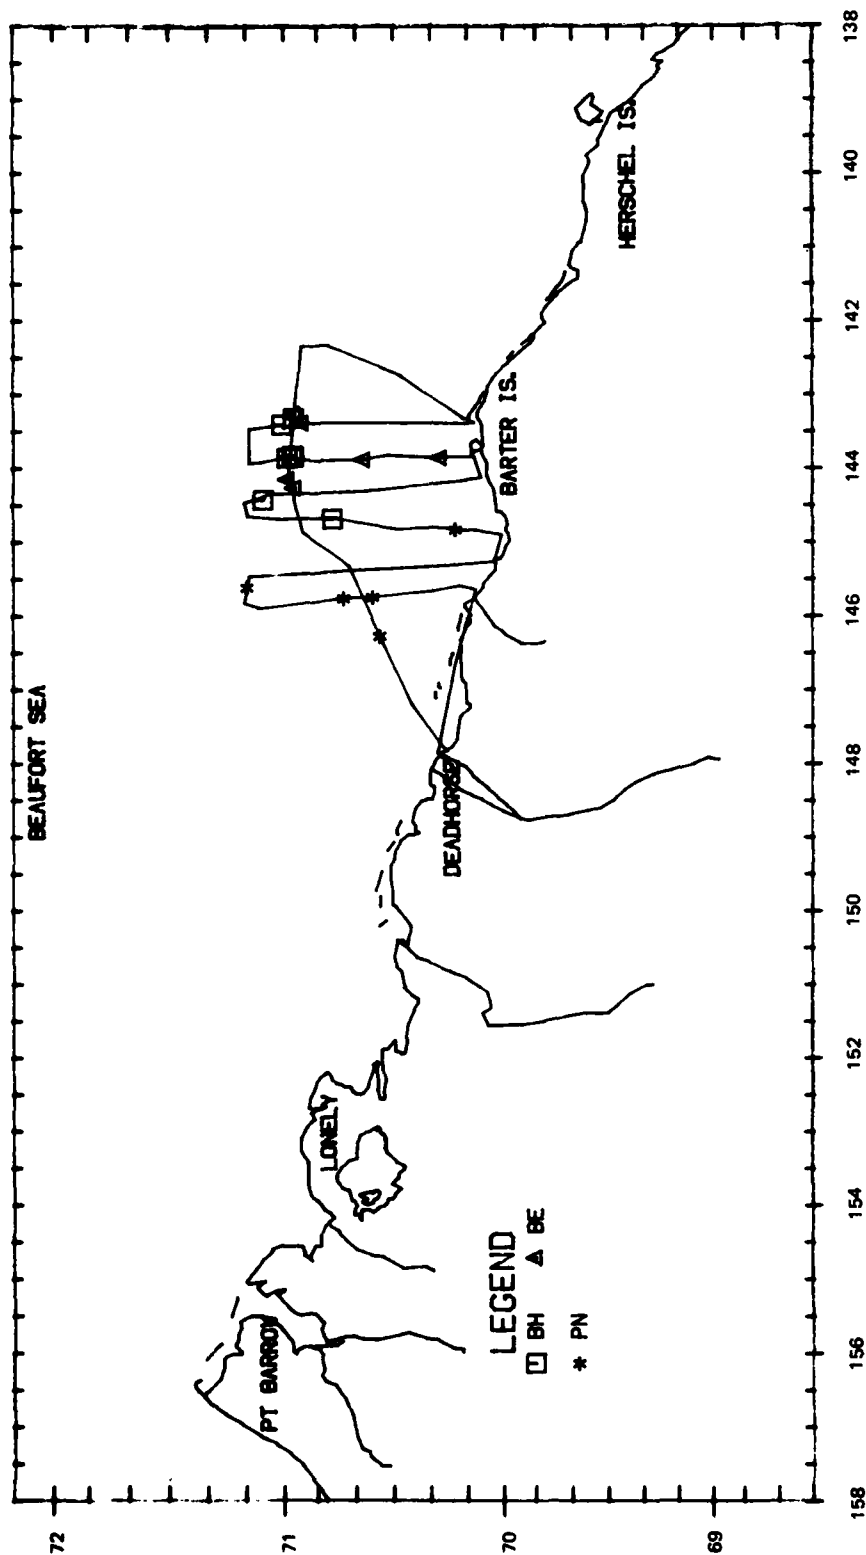 BEAUFORT SEA
PT BARROW
LONELY
DEADHORSE
BARTER IS.
HERSCHEL IS.
LEGEND
BH BE
PN
72
71
70
69
158
156
154
152
150
148
146
144
142
140
138